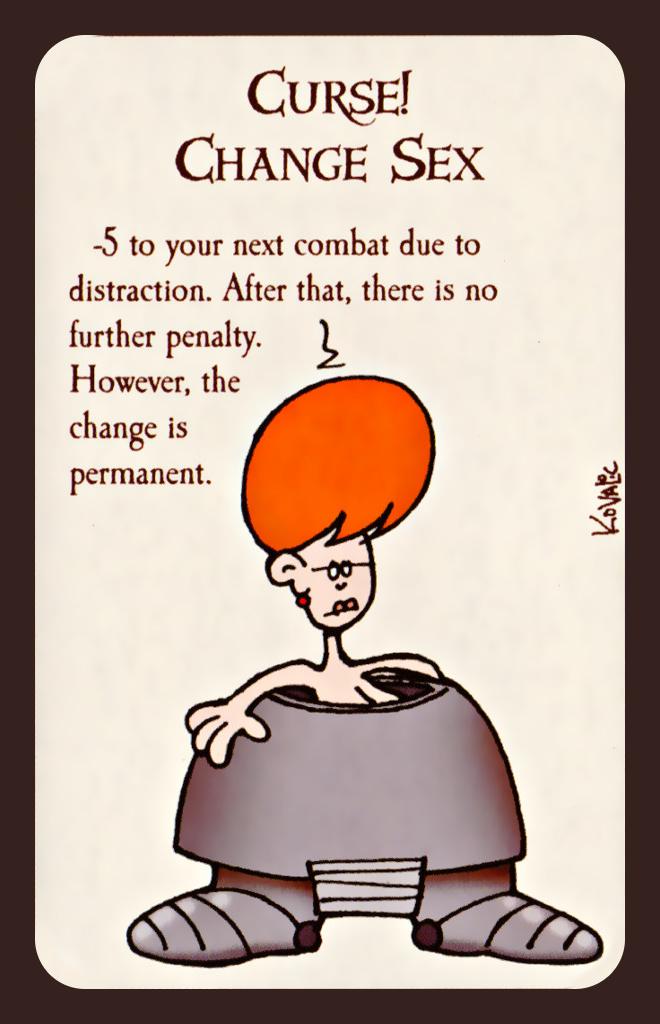 Curse!
Change Sex
-5 to your next combat due to
distraction. After that, there is no
further penalty.
However, the
change is
permanent.
Kovalic